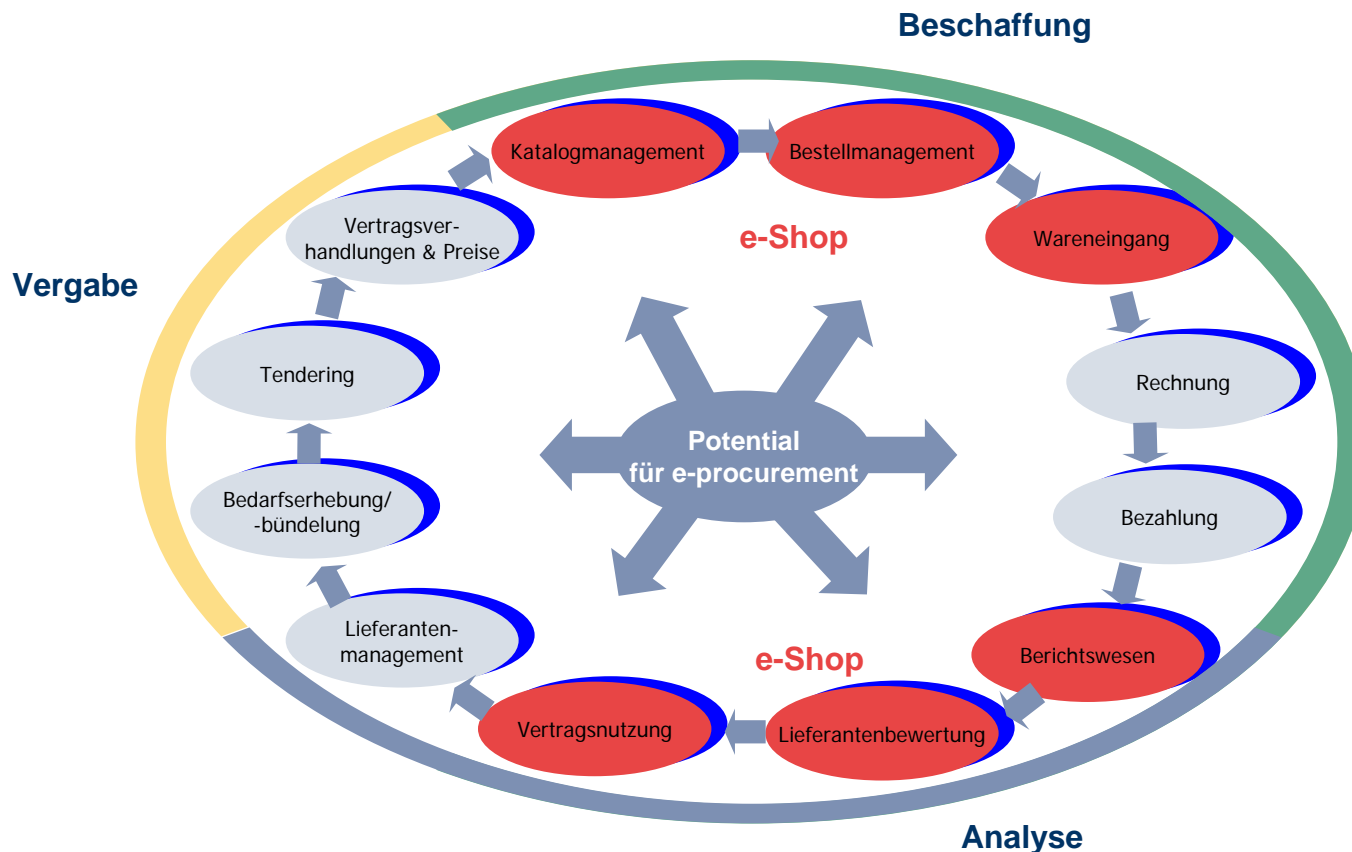 Beschaffung
Katalogmanagement
Bestellmanagement
Vertragsver-
handlungen & Preise
e-Shop
Wareneingang
Vergabe
Tendering
Rechnung
Potential
für e-procurement
Bedarfserhebung/
-bündelung
Bezahlung
Lieferanten-
management
e-Shop
Berichtswesen
Vertragsnutzung
Lieferantenbewertung
Analyse